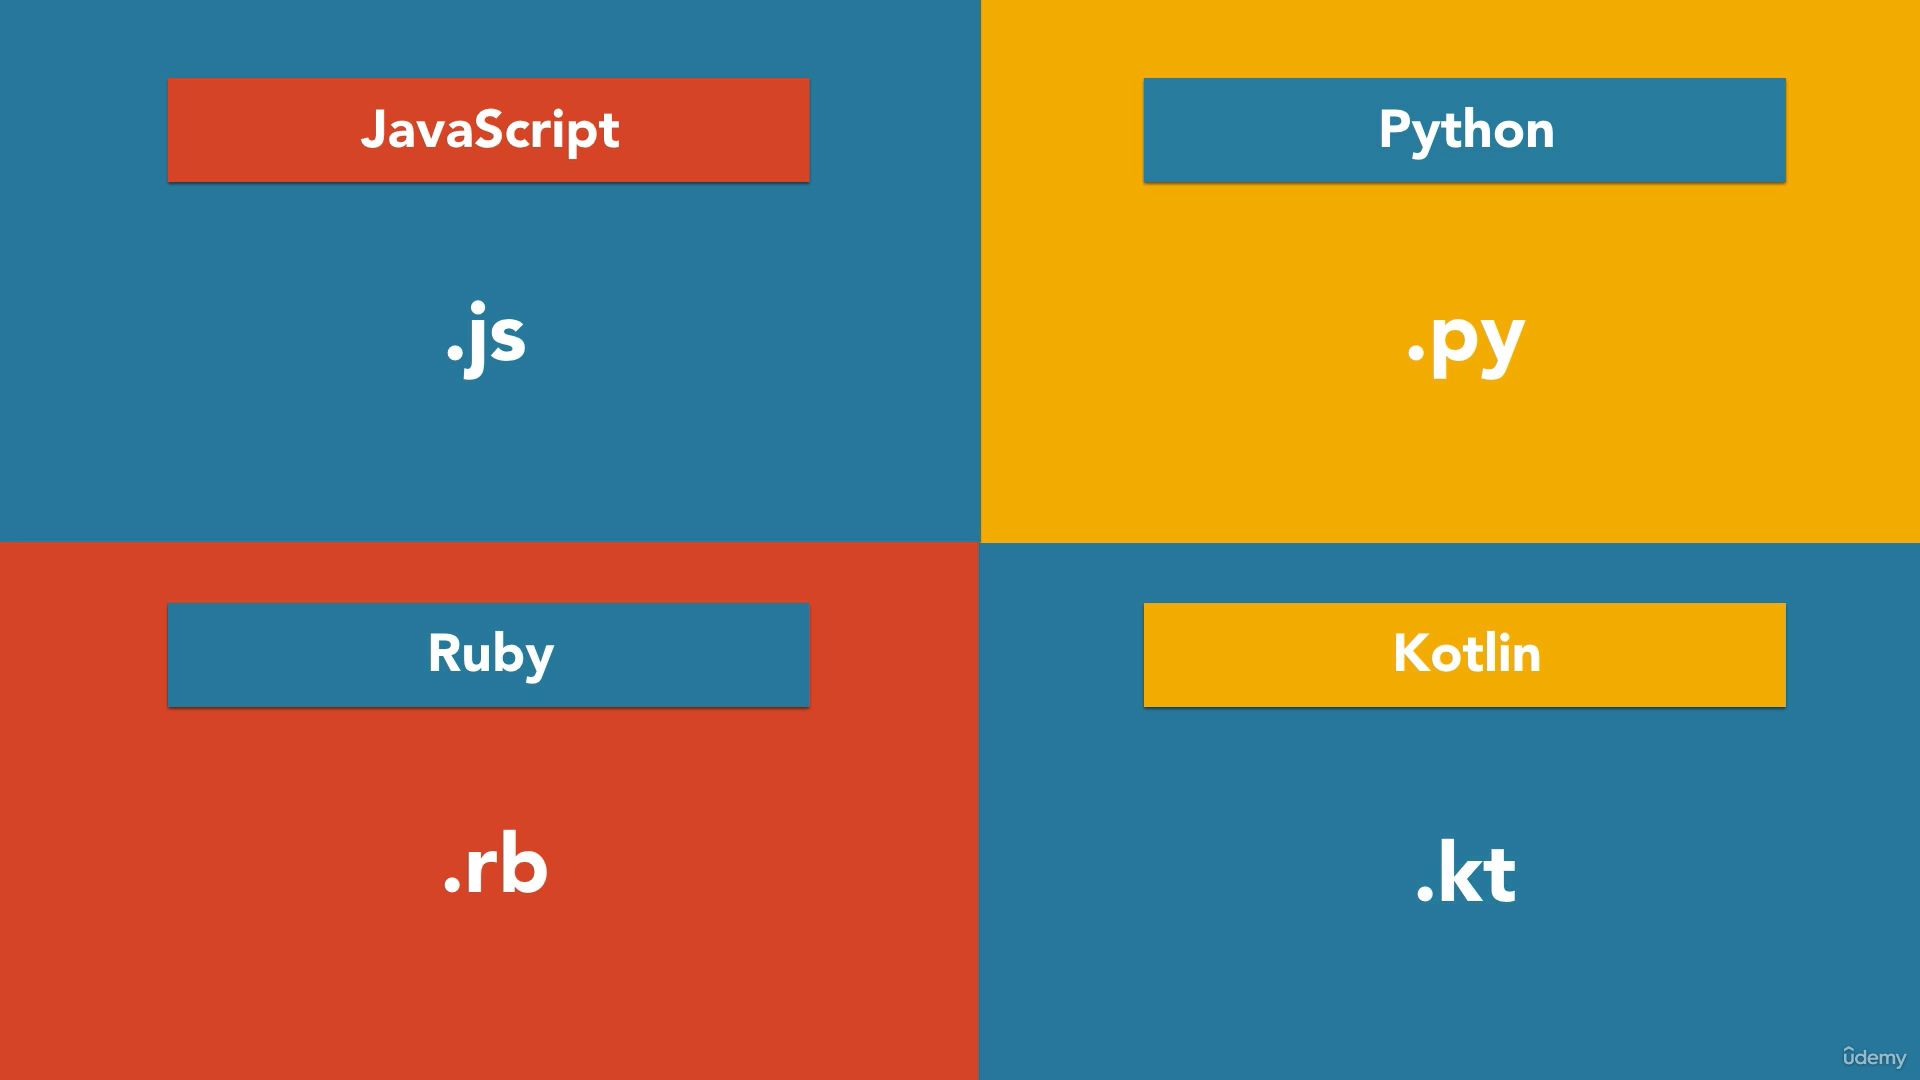 JavaScript
.js
Python
.py
Ruby
.rb
Kotlin
.kt
ûdemy